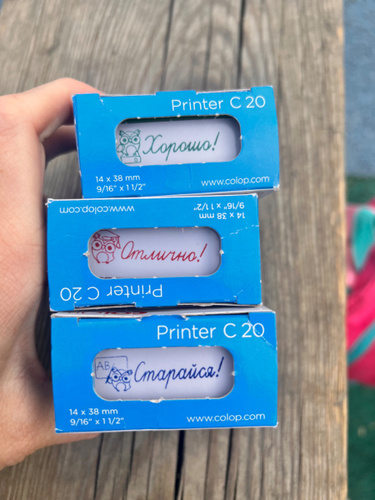 Printer C 20
Хорошо!
14 x 38 mm
9/16" x 1 1/2"
www.colop.com
www.colop.com
14 x 38 mm
9/16" x 1 1/2"
Отлично!
Printer C 20
Printer C 20
AB
Старайся!
14 x 38 mm
9/16" x 1 1/2"
www.colop.com